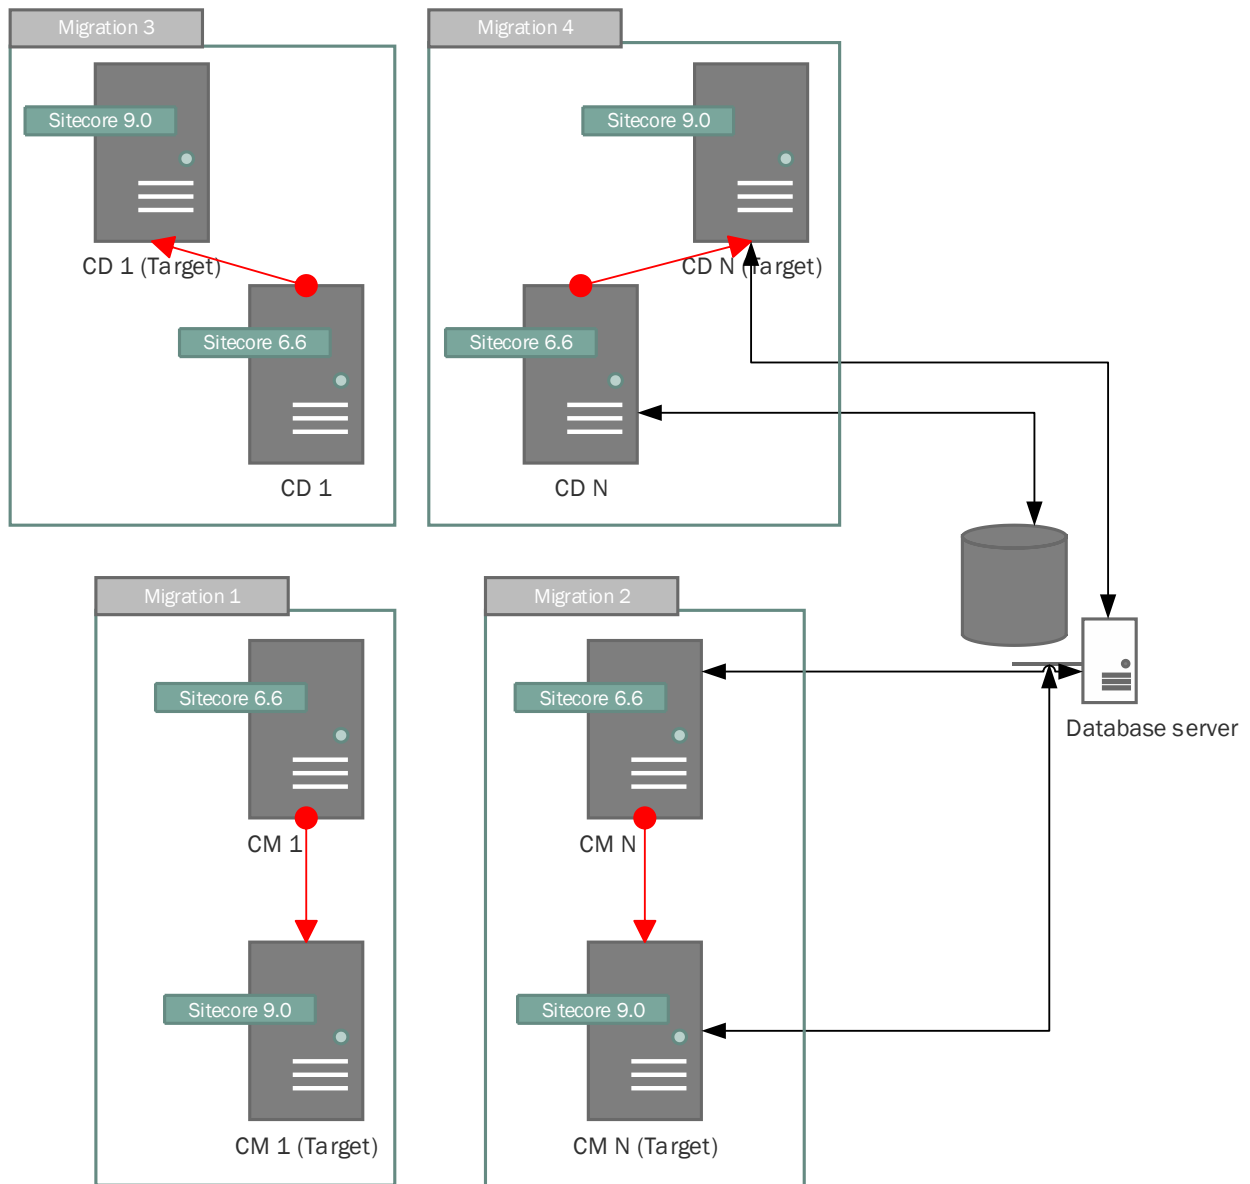 Migration 3
Sitecore 9.0
CD 1 (Target)
Sitecore 6.6
CD 1
Migration 4
Sitecore 9.0
CD N (Target)
Sitecore 6.6
CD N
Migration 1
Sitecore 6.6
CM 1
Sitecore 9.0
CM 1 (Target)
Migration 2
Sitecore 6.6
CM N
Sitecore 9.0
CM N (Target)
Database server